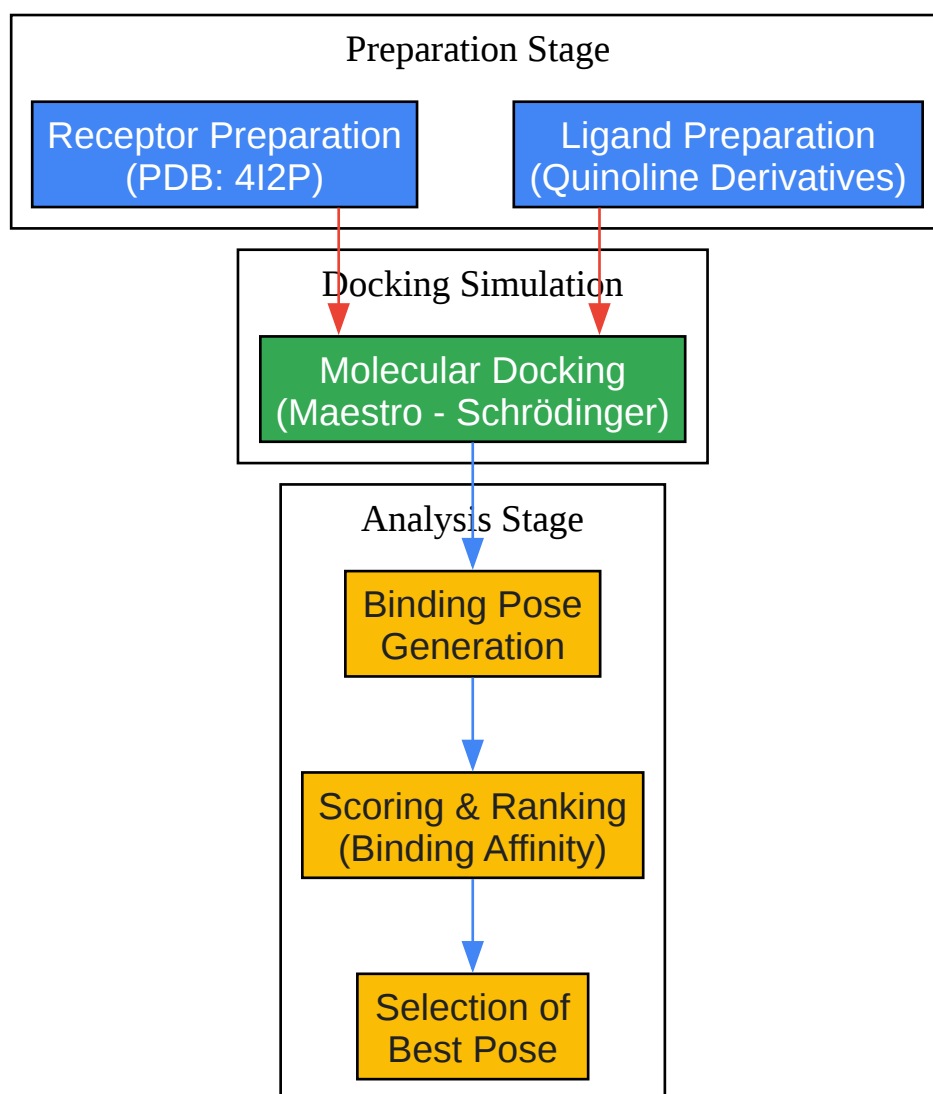 Preparation Stage
Receptor Preparation
(PDB: 4I2P)
Ligand Preparation
(Quinoline Derivatives)
Docking Simulation
Molecular Docking
(Maestro - Schrödinger)
Analysis Stage
Binding Pose
Generation
Scoring & Ranking
(Binding Affinity)
Selection of
Best Pose